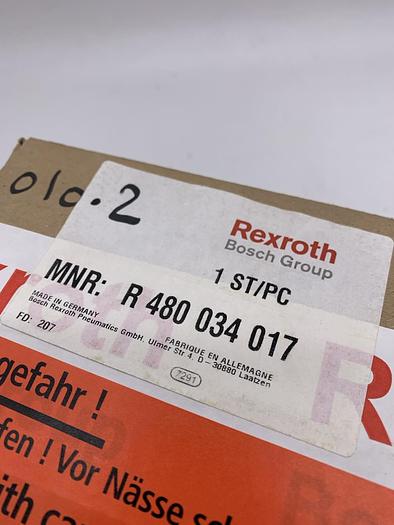 010.2
Rexroth
Bosch Group
1 ST/PC
MNR: R 480 034 017
MADE IN GERMANY FABRIQUE EN ALLEMAGNE
Bosch Rexroth Pneumatics GmbH, Ulmer Str 4, D-30880 Laatzen
FD: 207
7291
gefahr !
fen ! Vor Nässe sc
ith ca